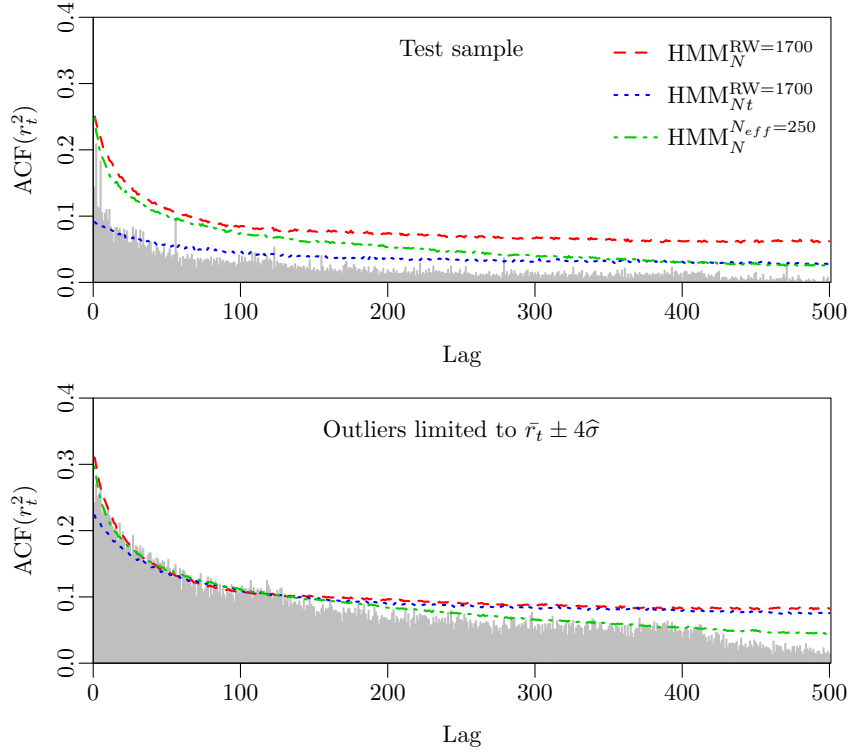 Test sample
HMM_N^{RW=1700}
HMM_{Nt}^{RW=1700}
HMM_N^{N_{eff}=250}
ACF(r_t^2)
0.0 0.1 0.2 0.3 0.4
0 100 200 300 400 500
Lag
Outliers limited to r̄_t ± 4σ̂
ACF(r_t^2)
0.0 0.1 0.2 0.3 0.4
0 100 200 300 400 500
Lag